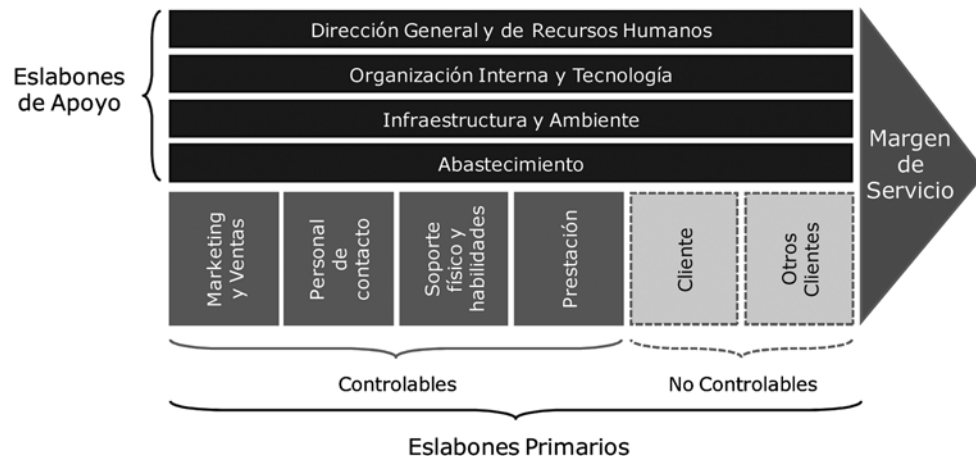 Dirección General y de Recursos Humanos
Eslabones
de Apoyo
Organización Interna y Tecnología
Infraestructura y Ambiente
Abastecimiento
Margen
de
Servicio
Marketing
y Ventas
Personal
de
contacto
Soporte
físico y
habilidades
Prestación
Cliente
Otros
Clientes
Controlables
No Controlables
Eslabones Primarios